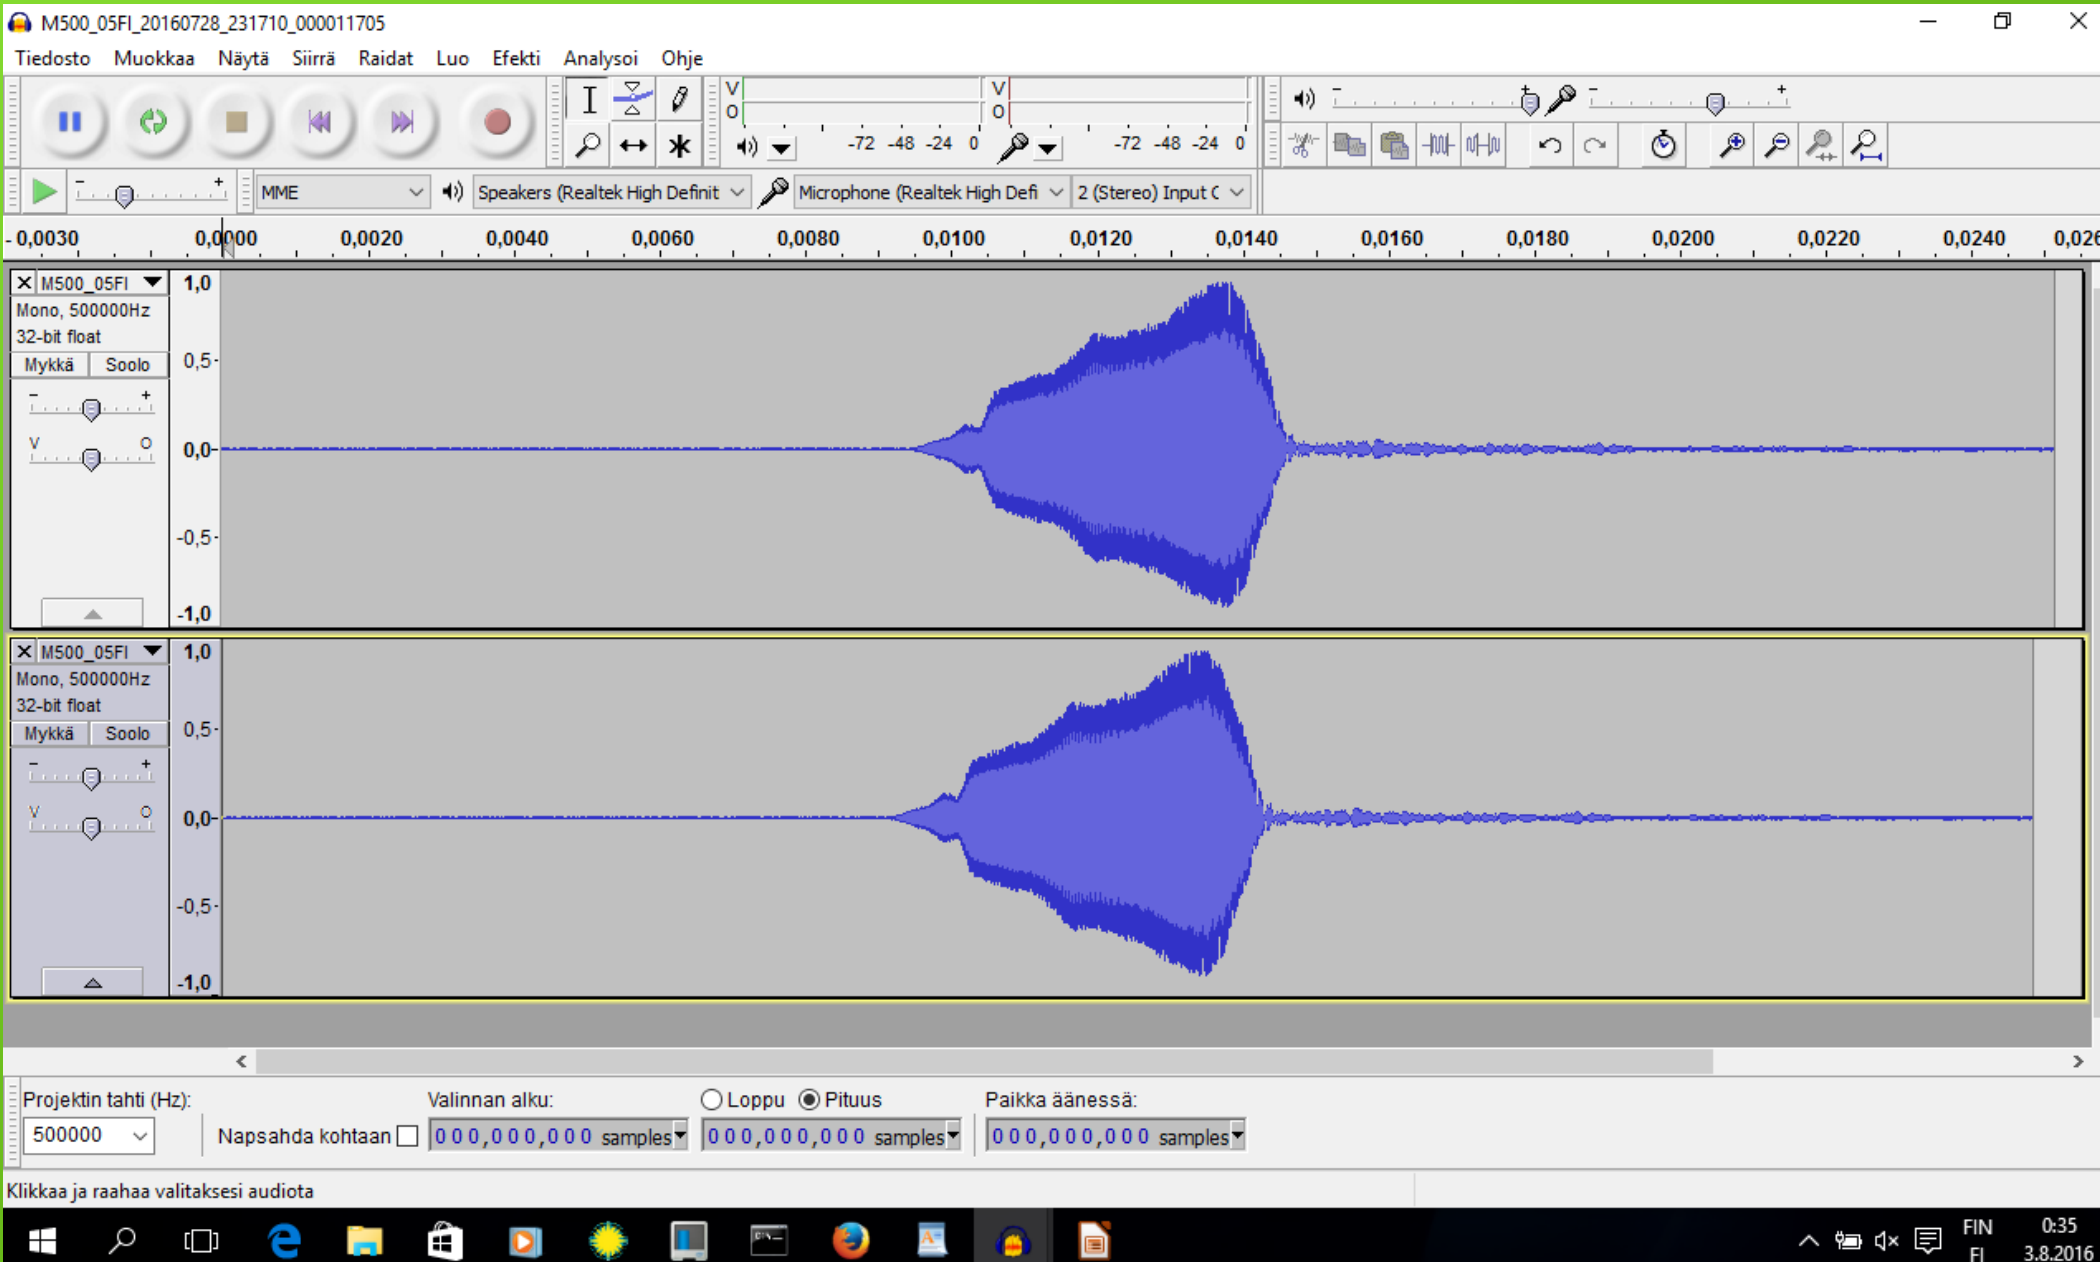 M500_05FI_20160728_231710_000011705
Tiedosto Muokkaa Näytä Siirrä Raidat Luo Efekti Analysoi Ohje
V
O
-72 -48 -24 0
V
O
-72 -48 -24 0
MME
Speakers (Realtek High Definit
Microphone (Realtek High Defi
2 (Stereo) Input C
- 0,0030 0,0000 0,0020 0,0040 0,0060 0,0080 0,0100 0,0120 0,0140 0,0160 0,0180 0,0200 0,0220 0,0240 0,026
M500_05FI
Mono, 500000Hz
32-bit float
Mykkä Soolo
- +
V O
1,0
0,5
0,0
-0,5
-1,0
M500_05FI
Mono, 500000Hz
32-bit float
Mykkä Soolo
- +
V O
1,0
0,5
0,0
-0,5
-1,0
Projektin tahti (Hz):
500000
Napsahda kohtaan
Valinnan alku:
000,000,000 samples
Loppu Pituus
000,000,000 samples
Paikka äänessä:
000,000,000 samples
Klikkaa ja raahaa valitaksesi audiota
FIN
FI
0:35
3.8.2016